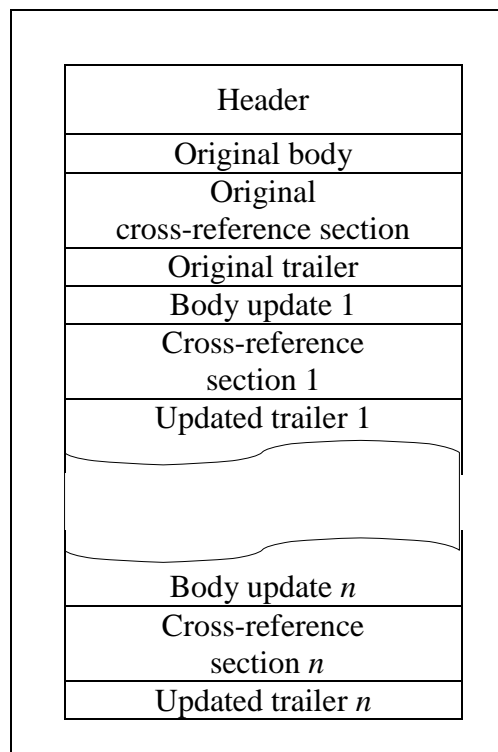 Header
Original body
Original
cross-reference section
Original trailer
Body update 1
Cross-reference
section 1
Updated trailer 1
Body update n
Cross-reference
section n
Updated trailer n